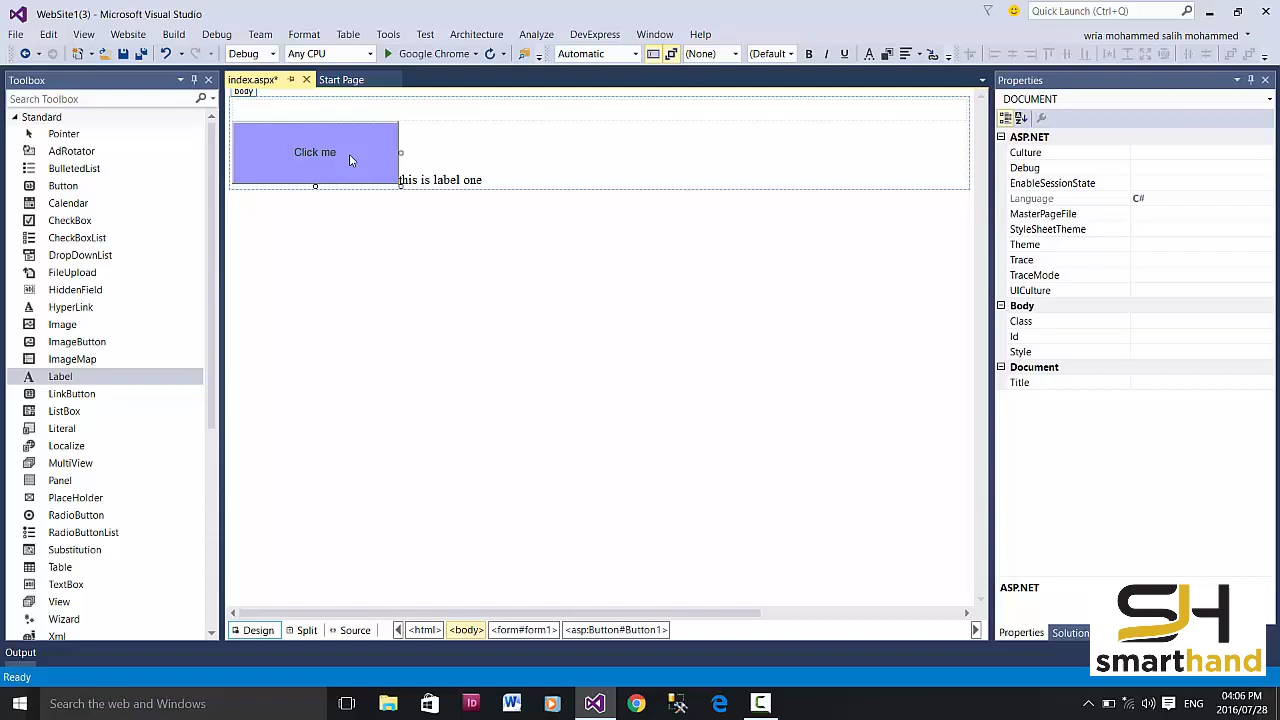 WebSite1(3) - Microsoft Visual Studio
Quick Launch (Ctrl+Q)
File Edit View Website Build Debug Team Format Table Tools Test Architecture Analyze DevExpress Window Help
wria mohammed salih mohammed
Debug Any CPU Google Chrome Automatic (None) (Default B I U
Toolbox
index.aspx* Start Page
Properties
Search Toolbox
body
DOCUMENT
Standard
Pointer
AdRotator
BulletedList
Button
Calendar
CheckBox
CheckBoxList
DropDownList
FileUpload
HiddenField
HyperLink
Image
ImageButton
ImageMap
Label
LinkButton
ListBox
Literal
Localize
MultiView
Panel
PlaceHolder
RadioButton
RadioButtonList
Substitution
Table
TextBox
View
Wizard
Xml
Click me
this is label one
ASP.NET
Culture
Debug
EnableSessionState
Language C#
MasterPageFile
StyleSheetTheme
Theme
Trace
TraceMode
UICulture
Body
Class
Id
Style
Document
Title
ASP.NET
Design Split Source <html> <body> <form#form1> <asp:Button#Button1>
Properties Solution
SH
smarthand
Output
Ready
Search the web and Windows
ENG
04:06 PM
2016/07/28